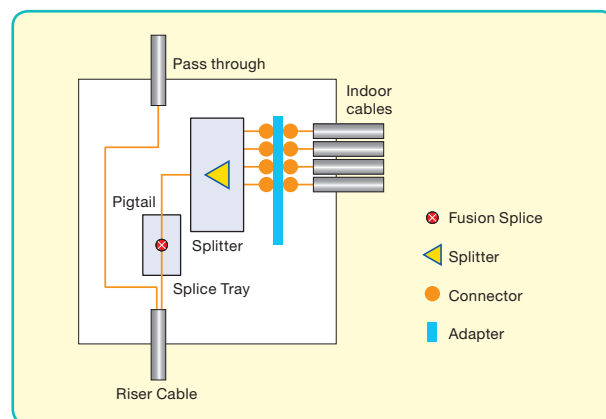 Pass through
Indoor
cables
Pigtail
Splitter
Splice Tray
Riser Cable
Fusion Splice
Splitter
Connector
Adapter